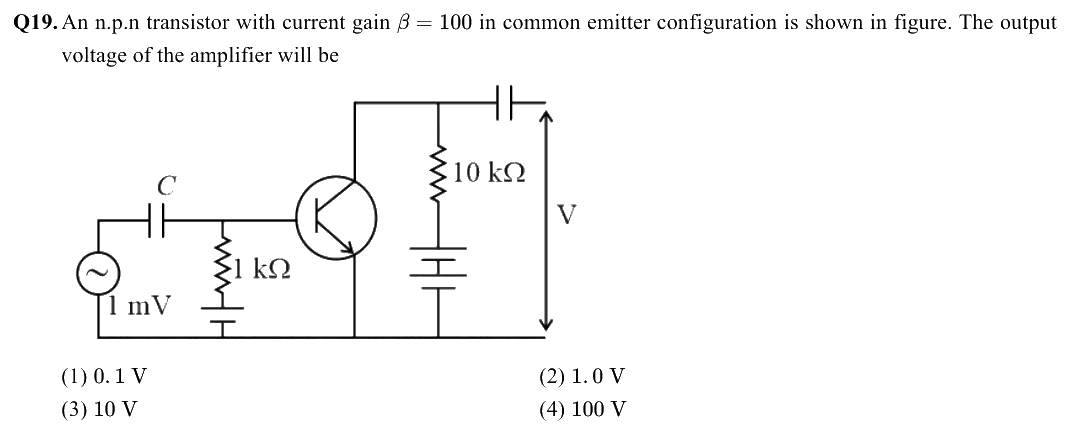 Q19. An n.p.n transistor with current gain β = 100 in common emitter configuration is shown in figure. The output
voltage of the amplifier will be
C
10 kΩ
V
1 kΩ
1 mV
(1) 0.1 V
(2) 1.0 V
(3) 10 V
(4) 100 V